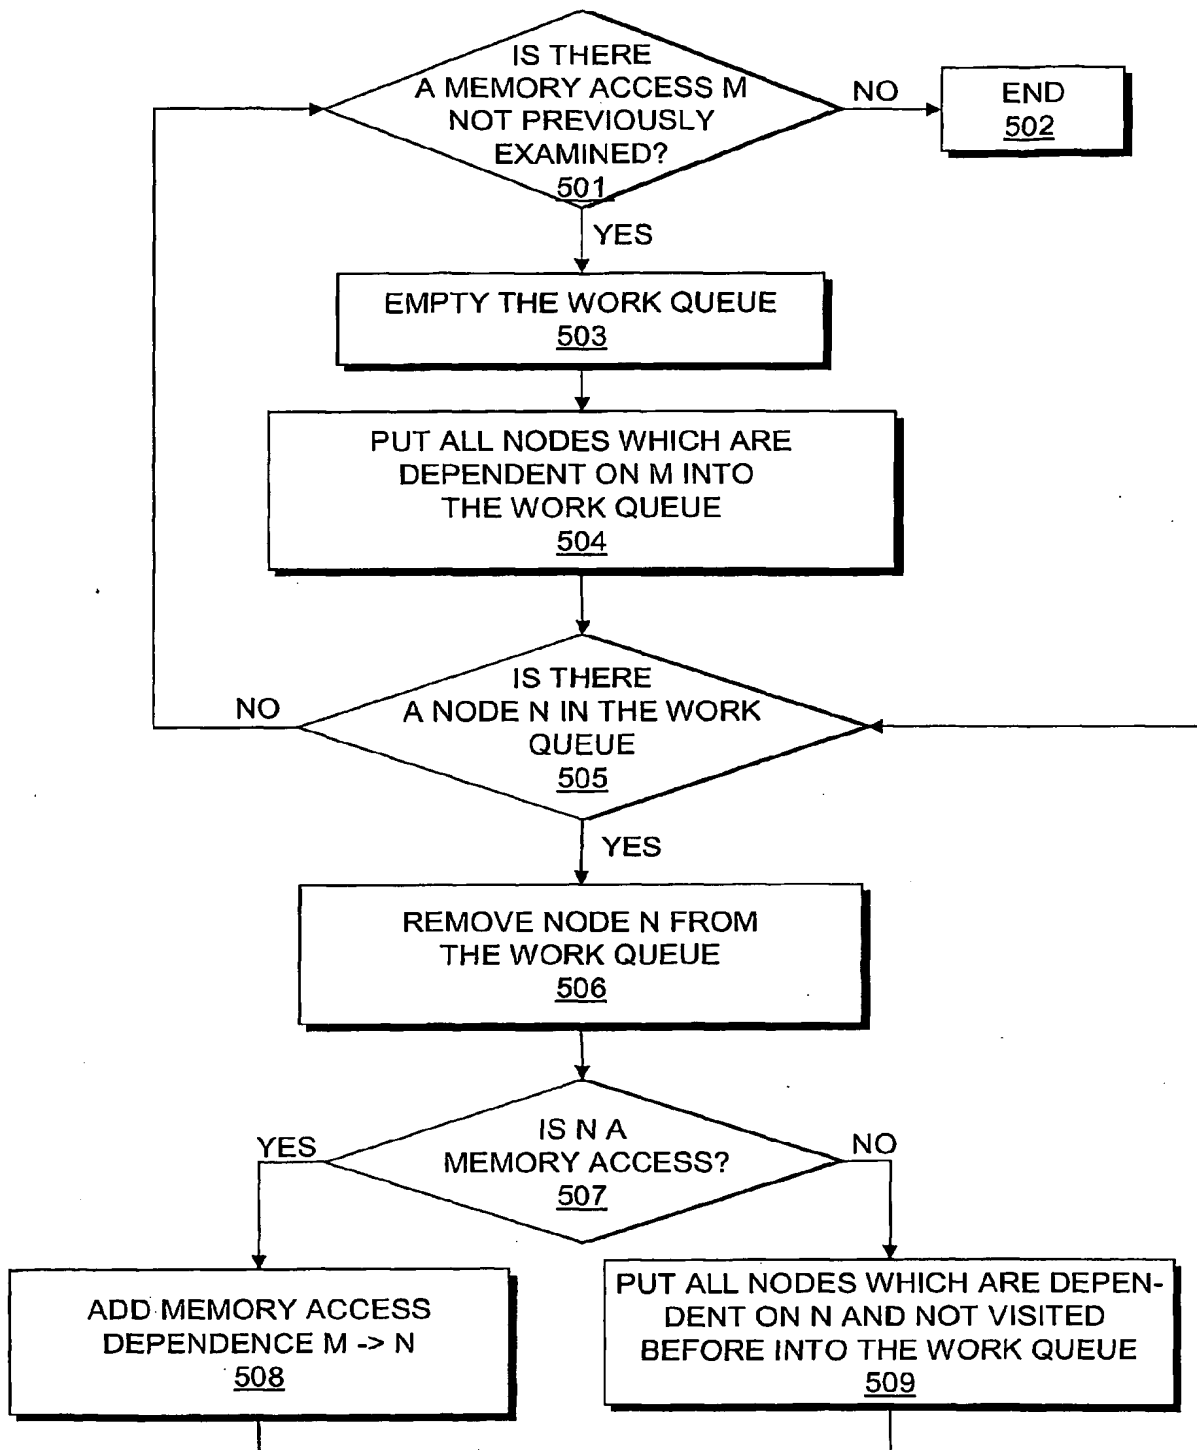 IS THERE
A MEMORY ACCESS M
NOT PREVIOUSLY
EXAMINED?
501
NO
END
502
YES
EMPTY THE WORK QUEUE
503
PUT ALL NODES WHICH ARE
DEPENDENT ON M INTO
THE WORK QUEUE
504
IS THERE
A NODE N IN THE WORK
QUEUE
505
NO
YES
REMOVE NODE N FROM
THE WORK QUEUE
506
IS N A
MEMORY ACCESS?
507
YES
NO
ADD MEMORY ACCESS
DEPENDENCE M -> N
508
PUT ALL NODES WHICH ARE DEPEN-
DENT ON N AND NOT VISITED
BEFORE INTO THE WORK QUEUE
509